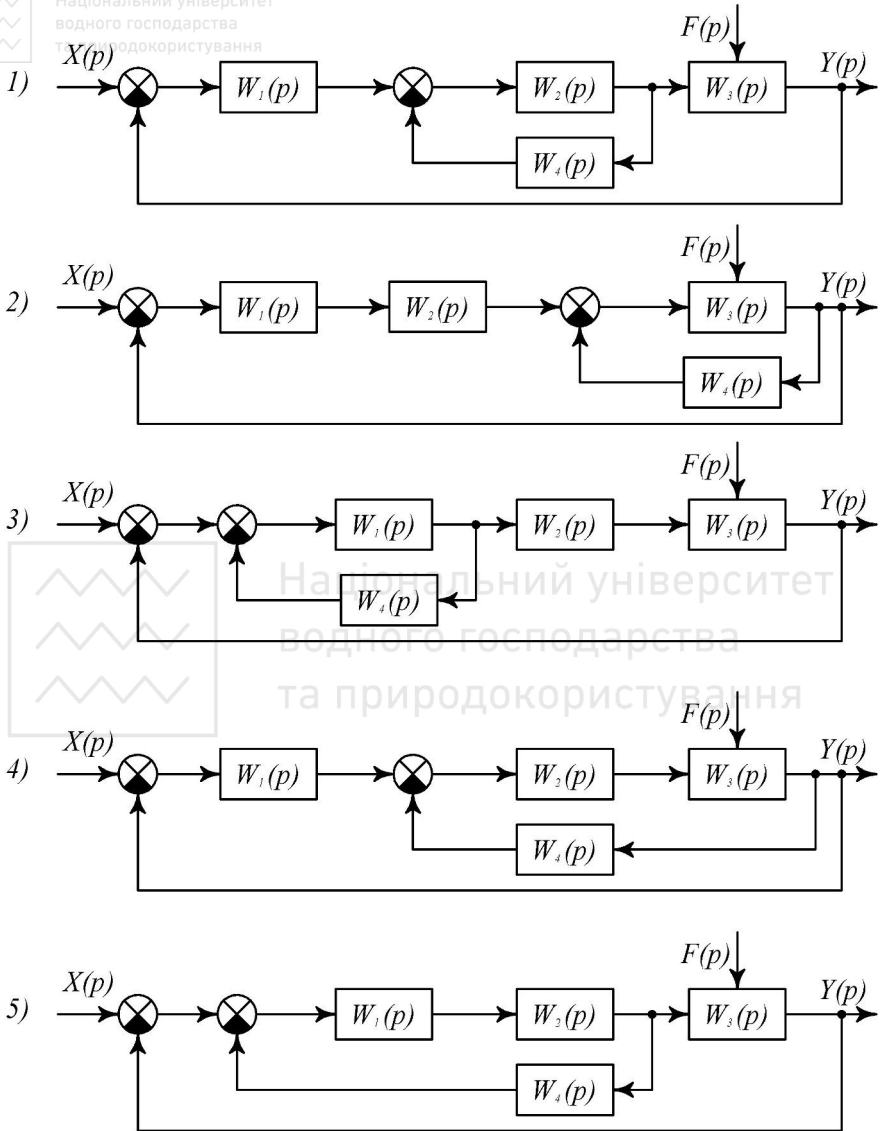 Національний університет
водного господарства
та природокористування
1) X(p) W₁(p) W₂(p) F(p) W₃(p) Y(p)
W₄(p)
2) X(p) W₁(p) W₂(p) F(p) W₃(p) Y(p)
W₄(p)
3) X(p) W₁(p) W₂(p) F(p) W₃(p) Y(p)
W₄(p)
Національний університет
водного господарства
та природокористування
4) X(p) W₁(p) W₂(p) F(p) W₃(p) Y(p)
W₄(p)
5) X(p) W₁(p) W₂(p) F(p) W₃(p) Y(p)
W₄(p)